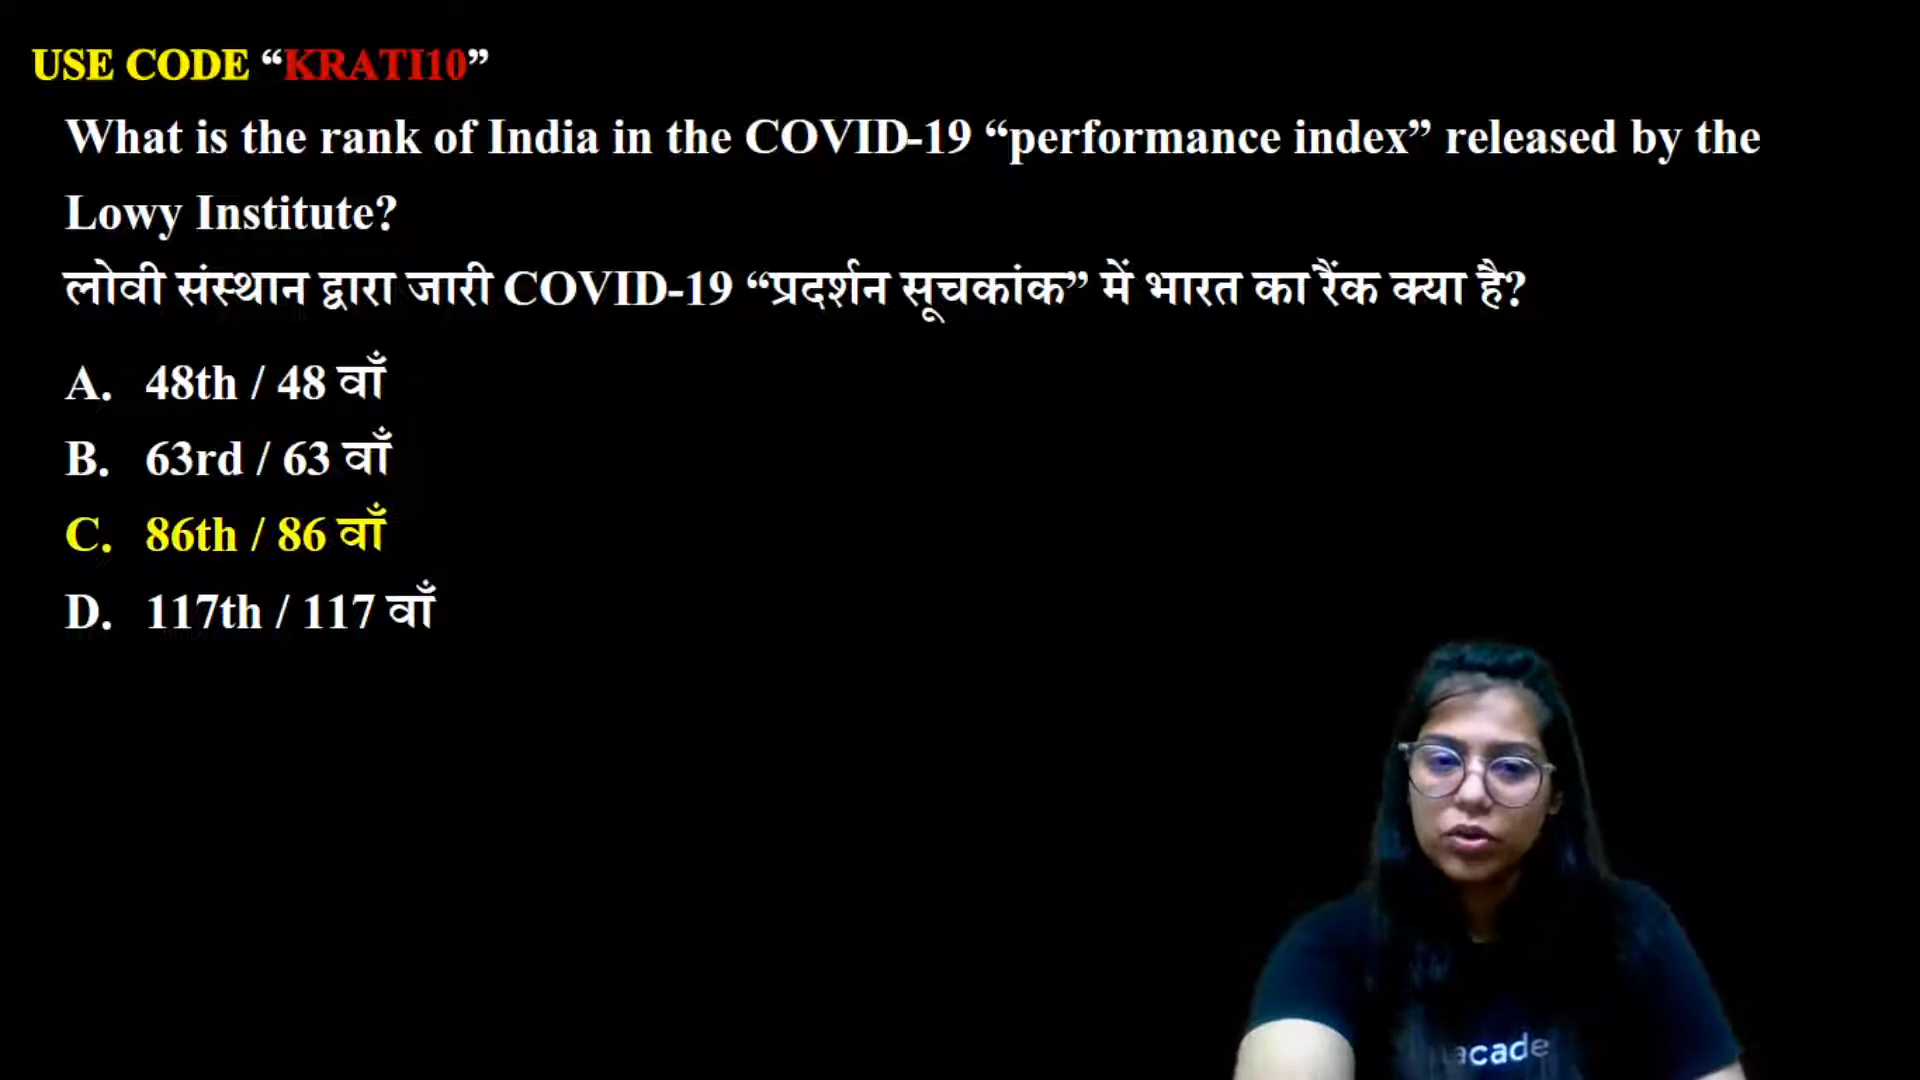 USE CODE “KRATI10”
What is the rank of India in the COVID-19 “performance index” released by the
Lowy Institute?
लोवी संस्थान द्वारा जारी COVID-19 “प्रदर्शन सूचकांक” में भारत का रैंक क्या है?
A. 48th / 48 वाँ
B. 63rd / 63 वाँ
C. 86th / 86 वाँ
D. 117th / 117 वाँ
acade